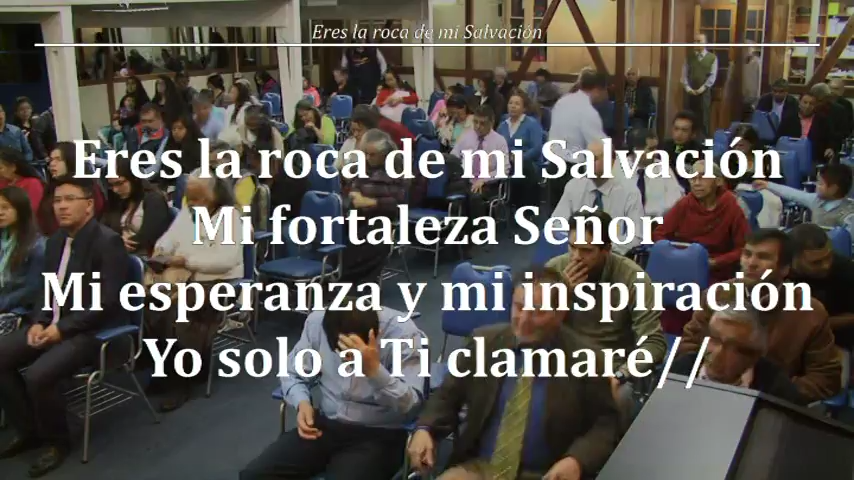 Eres la roca de mi Salvación
Eres la roca de mi Salvación
Mi fortaleza Señor
Mi esperanza y mi inspiración
Yo solo a Ti clamaré//